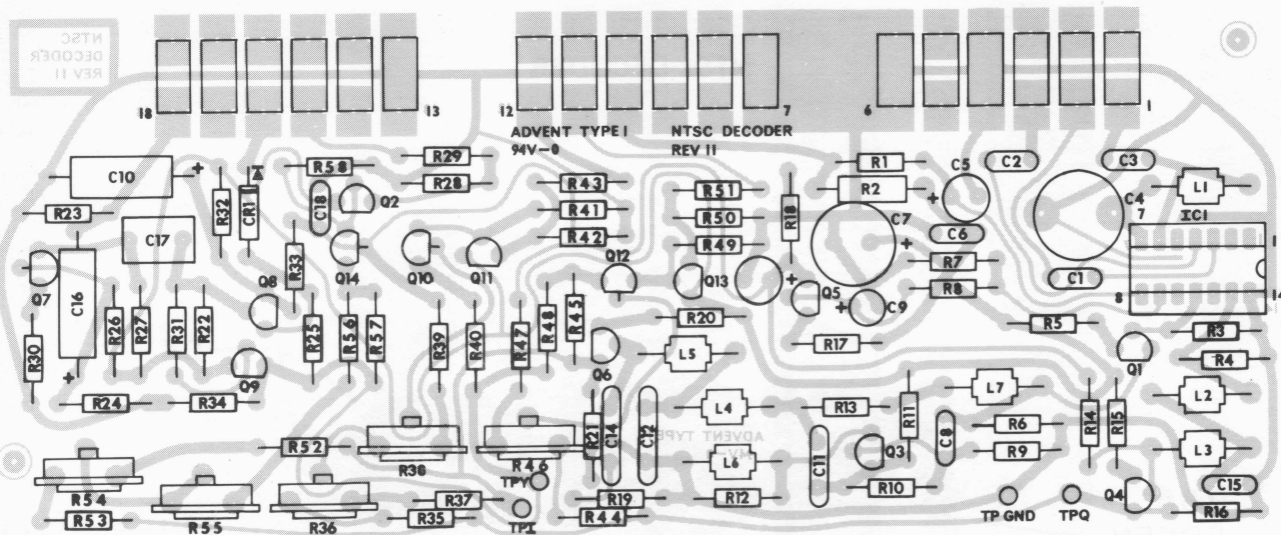 NTSC
DECODER
REV II
18 13 12 7 6 1
ADVENT TYPE I NTSC DECODER
94V-0 REV II
R58 R29 R1 C5 C2 C3
C10 + R28 R43 R51 R2 L1
R23 R32 CR1 C18 Q2 R41 R50 R18 + C7 C4 7 IC1
C17 R42 R49 + C6 1
Q7 C16 Q8 R33 Q14 Q10 Q11 Q12 Q13 + Q5 + C9 R7 R8 C1 8 14
R30 R26 R27 R31 R22 R25 R56 R57 R39 R40 R47 R48 R45 R20 R5 R3
+ Q9 Q6 L5 R17 Q1 R4
R24 R34 L4 R13 R11 L7 L2
R52 R21 C14 C12 ADVENT TYPE I C8 R6 R14 R15
R38 R46 94V-0 C11 Q3 R9 L3
R54 TPY L6 R10 Q4 C15
R53 R55 R36 R37 R19 R12 TP GND TPQ R16
R35 TPI R44